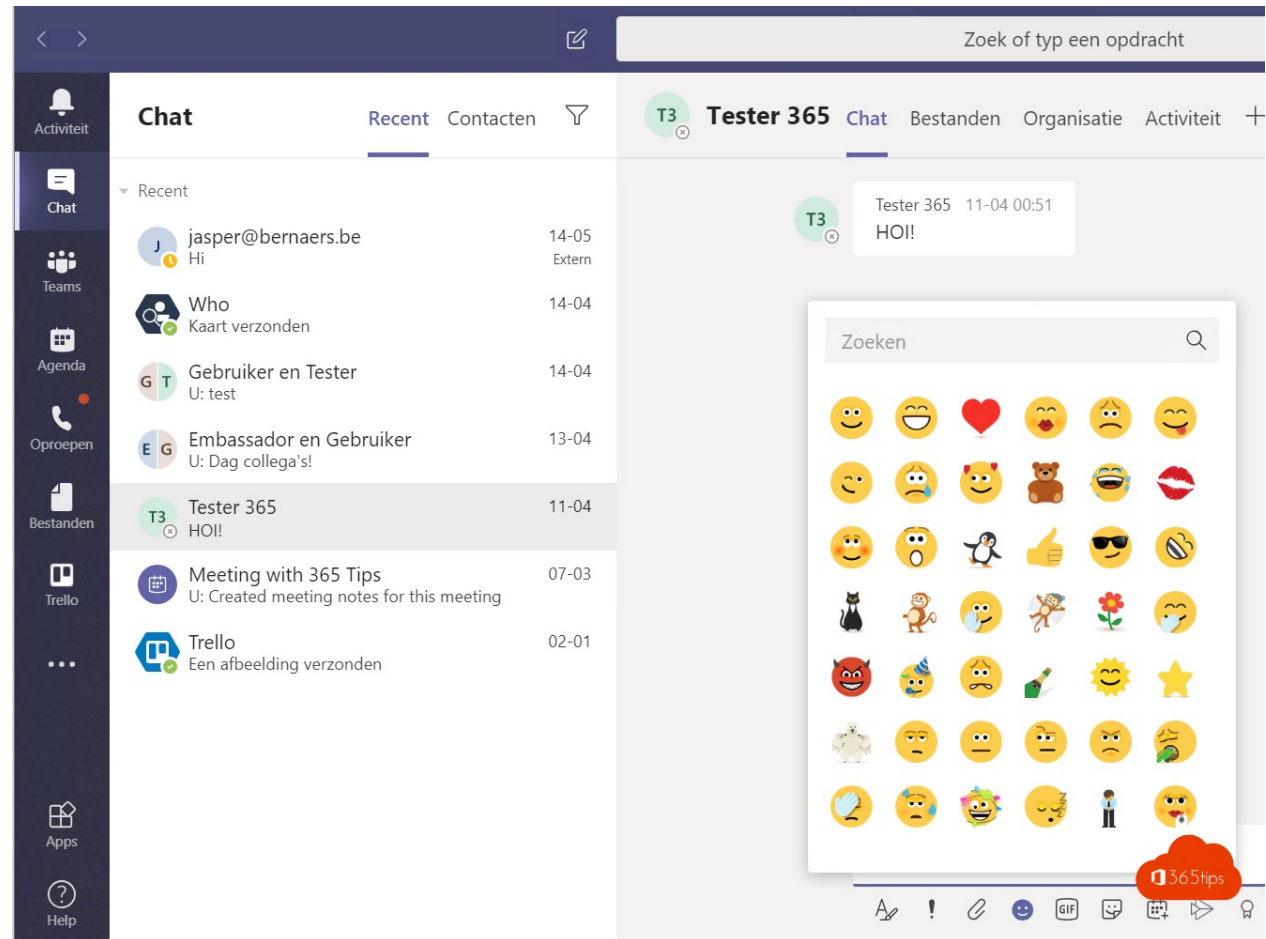 Zoek of typ een opdracht
Activiteit
Chat
Teams
Agenda
Oproepen
Bestanden
Trello
Apps
Help
Chat
Recent Contacten
Recent
J
jasper@bernaers.be 14-05
Hi Extern
Who 14-04
Kaart verzonden
G T
Gebruiker en Tester 14-04
U: test
E G
Embassador en Gebruiker 13-04
U: Dag collega's!
T3
Tester 365 11-04
HOI!
Meeting with 365 Tips 07-03
U: Created meeting notes for this meeting
Trello 02-01
Een afbeelding verzonden
T3 Tester 365 Chat Bestanden Organisatie Activiteit
T3
Tester 365 11-04 00:51
HOI!
Zoeken
365tips
GIF